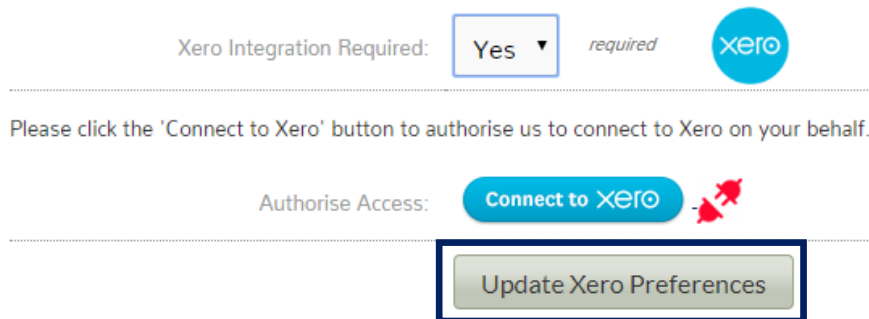 Xero Integration Required: Yes required xero
Please click the 'Connect to Xero' button to authorise us to connect to Xero on your behalf.
Authorise Access: Connect to xero
Update Xero Preferences